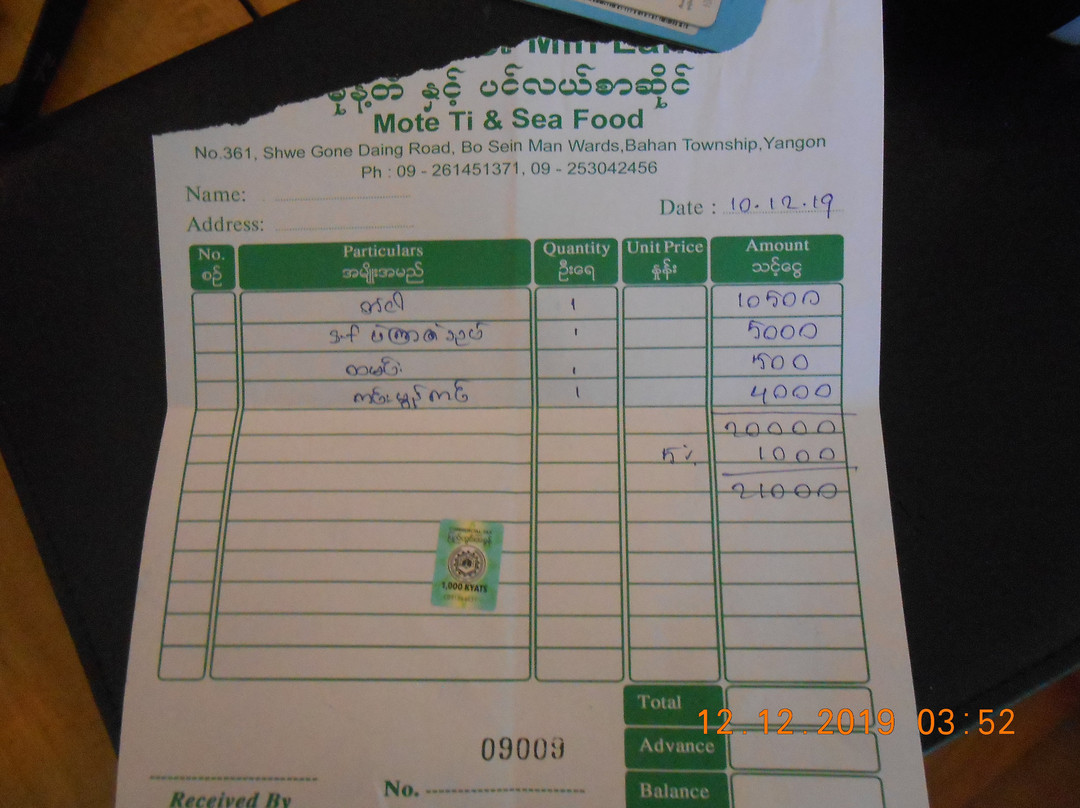 မုန့်တီ နှင့် ပင်လယ်စာဆိုင်
Mote Ti & Sea Food
No.361, Shwe Gone Daing Road, Bo Sein Man Wards,Bahan Township,Yangon
Ph : 09 - 261451371, 09 - 253042456
Name:
Date : 10.12.19
Address:
No. Particulars Quantity Unit Price Amount
စဉ် အမျိုးအမည် ဦးရေ နှုန်း သင့်ငွေ
1 10500
1 5000
ထမင်း 1 500
1 4000
20000
5% 1000
21000
1,000 KYATS
Total
12.12.2019 03:52
09009
Advance
No.
Balance
Received By